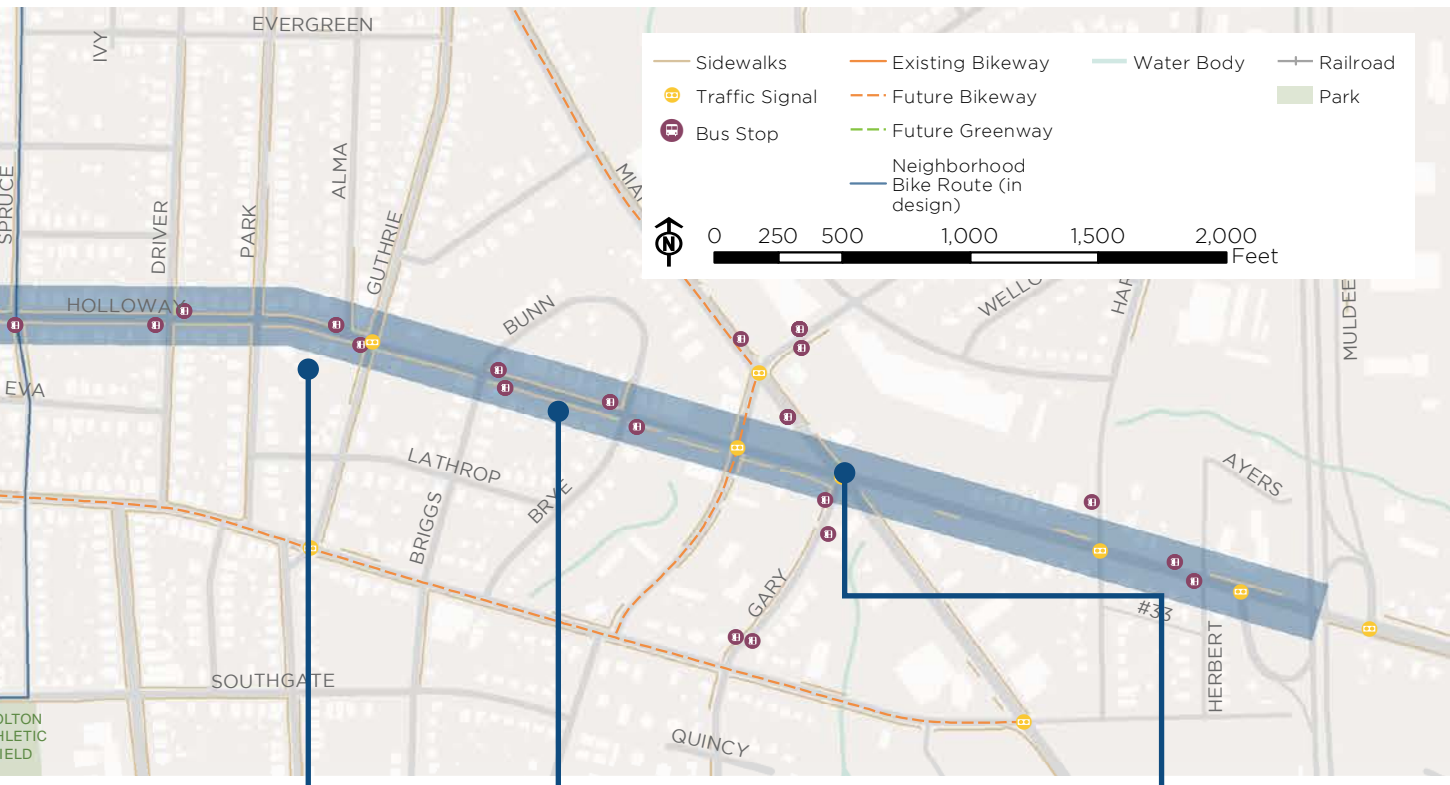 EVERGREEN
IVY
Sidewalks
Traffic Signal
Bus Stop
Existing Bikeway
Future Bikeway
Future Greenway
Neighborhood
Bike Route (in
design)
Water Body
Railroad
Park
N
0 250 500 1,000 1,500 2,000
Feet
SPRUCE
DRIVER
PARK
ALMA
GUTHRIE
HOLLOWAY
BUNN
EVA
LATHROP
BRIGGS
BRYE
GARY
AYERS
#33
HERBERT
SOUTHGATE
QUINCY